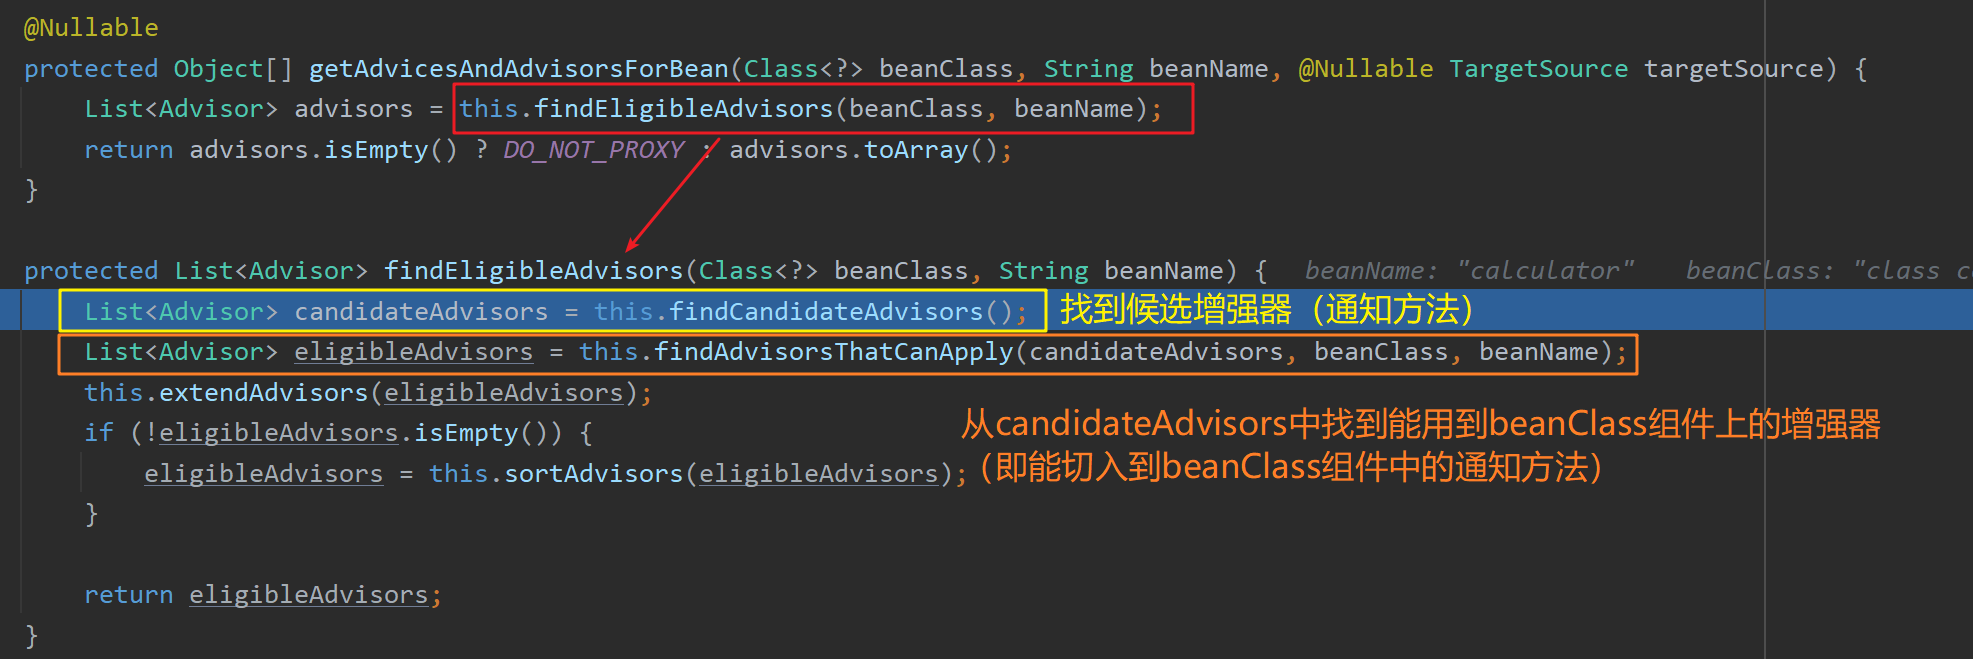 @Nullable
protected Object[] getAdvicesAndAdvisorsForBean(Class<?> beanClass, String beanName, @Nullable TargetSource targetSource) {
List<Advisor> advisors = this.findEligibleAdvisors(beanClass, beanName);
return advisors.isEmpty() ? DO_NOT_PROXY : advisors.toArray();
}
protected List<Advisor> findEligibleAdvisors(Class<?> beanClass, String beanName) { beanName: "calculator" beanClass: "class c
List<Advisor> candidateAdvisors = this.findCandidateAdvisors(); 找到候选增强器（通知方法）
List<Advisor> eligibleAdvisors = this.findAdvisorsThatCanApply(candidateAdvisors, beanClass, beanName);
this.extendAdvisors(eligibleAdvisors);
if (!eligibleAdvisors.isEmpty()) {
从candidateAdvisors中找到能用到beanClass组件上的增强器
eligibleAdvisors = this.sortAdvisors(eligibleAdvisors);
（即能切入到beanClass组件中的通知方法）
}
return eligibleAdvisors;
}